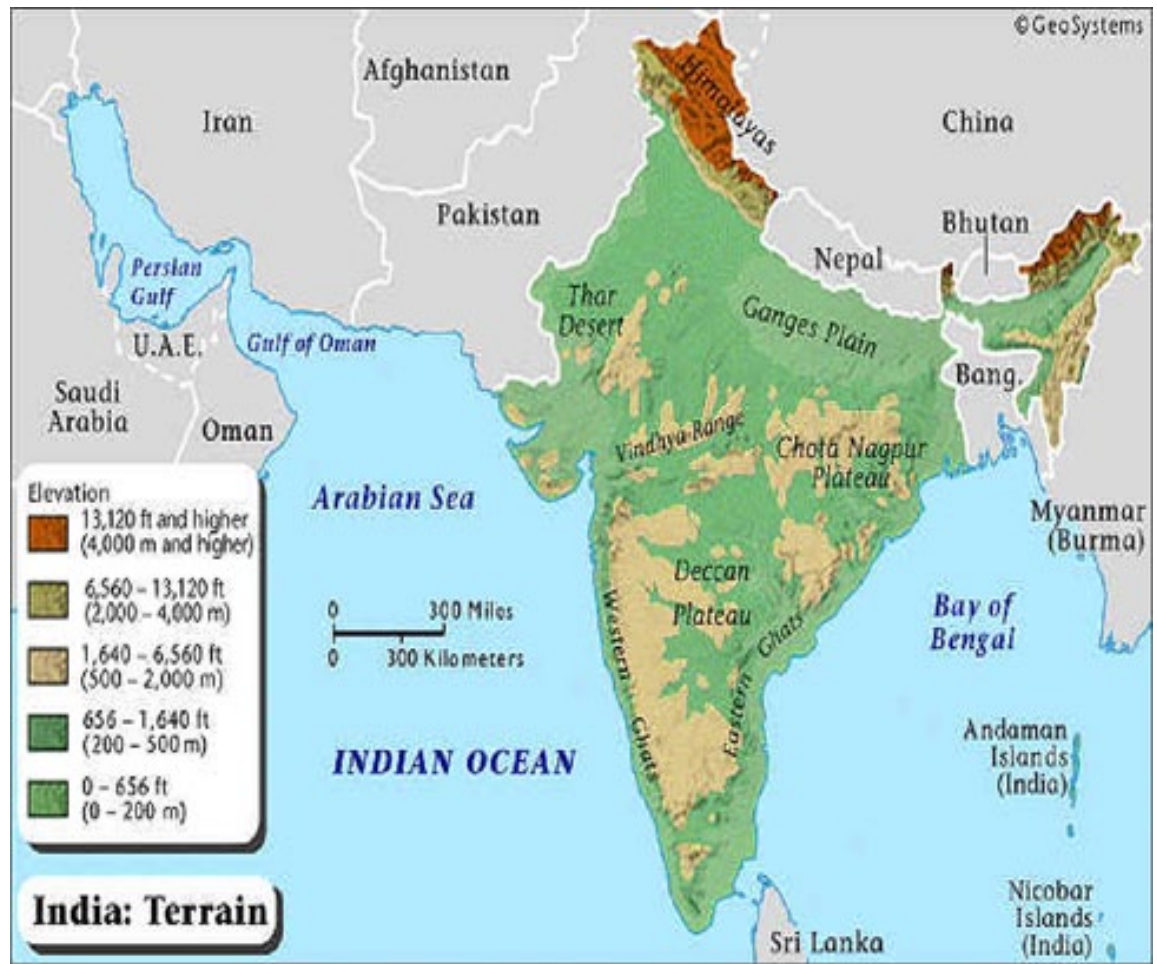 ©GeoSystems
Afghanistan
Iran
China
Himalayas
Pakistan
Bhutan
Nepal
Persian
Gulf
Thar
Desert
Ganges Plain
U.A.E.
Gulf of Oman
Bang.
Saudi
Arabia
Oman
Vindhya Range
Chota Nagpur
Plateau
Arabian Sea
Myanmar
(Burma)
Elevation
13,120 ft and higher
(4,000 m and higher)
6,560 – 13,120 ft
(2,000 – 4,000 m)
1,640 – 6,560 ft
(500 – 2,000 m)
656 – 1,640 ft
(200 – 500 m)
0 – 656 ft
(0 – 200 m)
0 300 Miles
0 300 Kilometers
Deccan
Plateau
Western Ghats
Eastern Ghats
Bay of
Bengal
INDIAN OCEAN
Andaman
Islands
(India)
Nicobar
Islands
(India)
India: Terrain
Sri Lanka